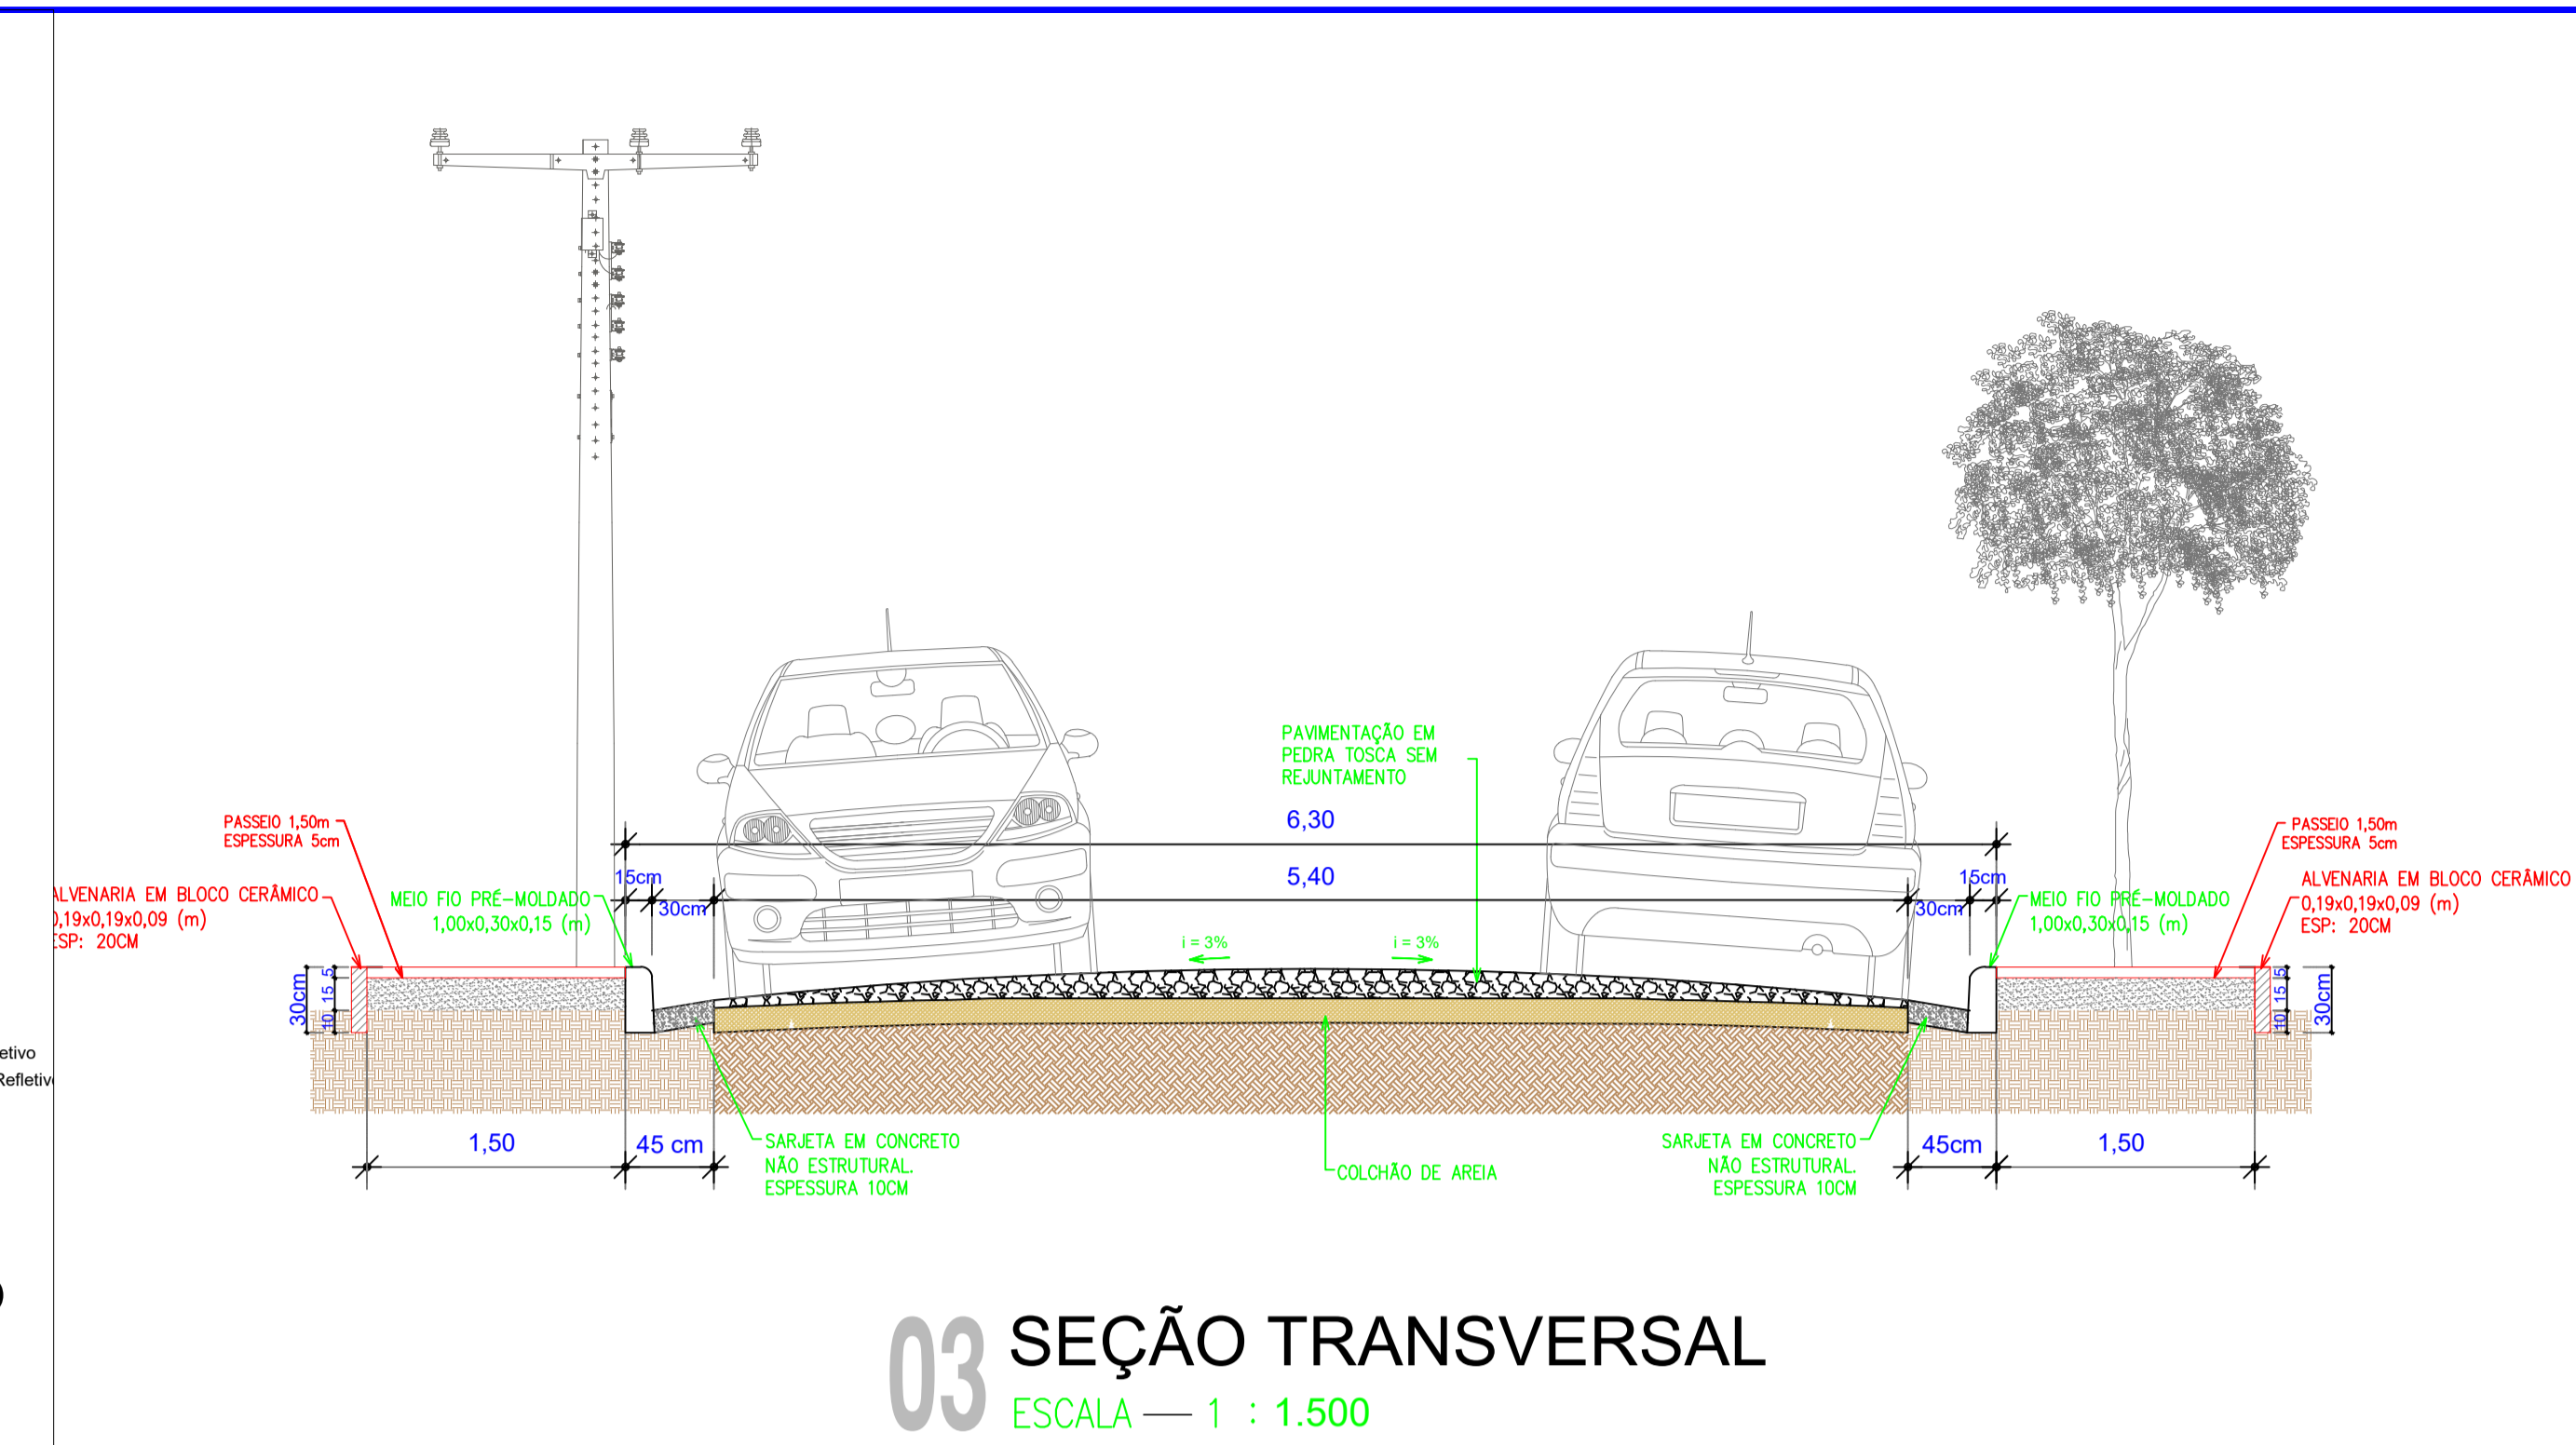 PAVIMENTAÇÃO EM
PEDRA TOSCA SEM
REJUNTAMENTO
6,30
5,40
PASSEIO 1,50m
ESPESSURA 5cm
ALVENARIA EM BLOCO CERÂMICO
0,19x0,19x0,09 (m)
ESP: 20CM
MEIO FIO PRÉ-MOLDADO
1,00x0,30x0,15 (m)
15cm
30cm
i = 3%
i = 3%
15cm
30cm
MEIO FIO PRÉ-MOLDADO
1,00x0,30x0,15 (m)
PASSEIO 1,50m
ESPESSURA 5cm
ALVENARIA EM BLOCO CERÂMICO
0,19x0,19x0,09 (m)
ESP: 20CM
30cm
5
15
10
5
15
10
30cm
etivo
Refletivo
1,50
45 cm
SARJETA EM CONCRETO
NÃO ESTRUTURAL.
ESPESSURA 10CM
COLCHÃO DE AREIA
SARJETA EM CONCRETO
NÃO ESTRUTURAL.
ESPESSURA 10CM
45cm
1,50
03 SEÇÃO TRANSVERSAL
ESCALA — 1 : 1.500